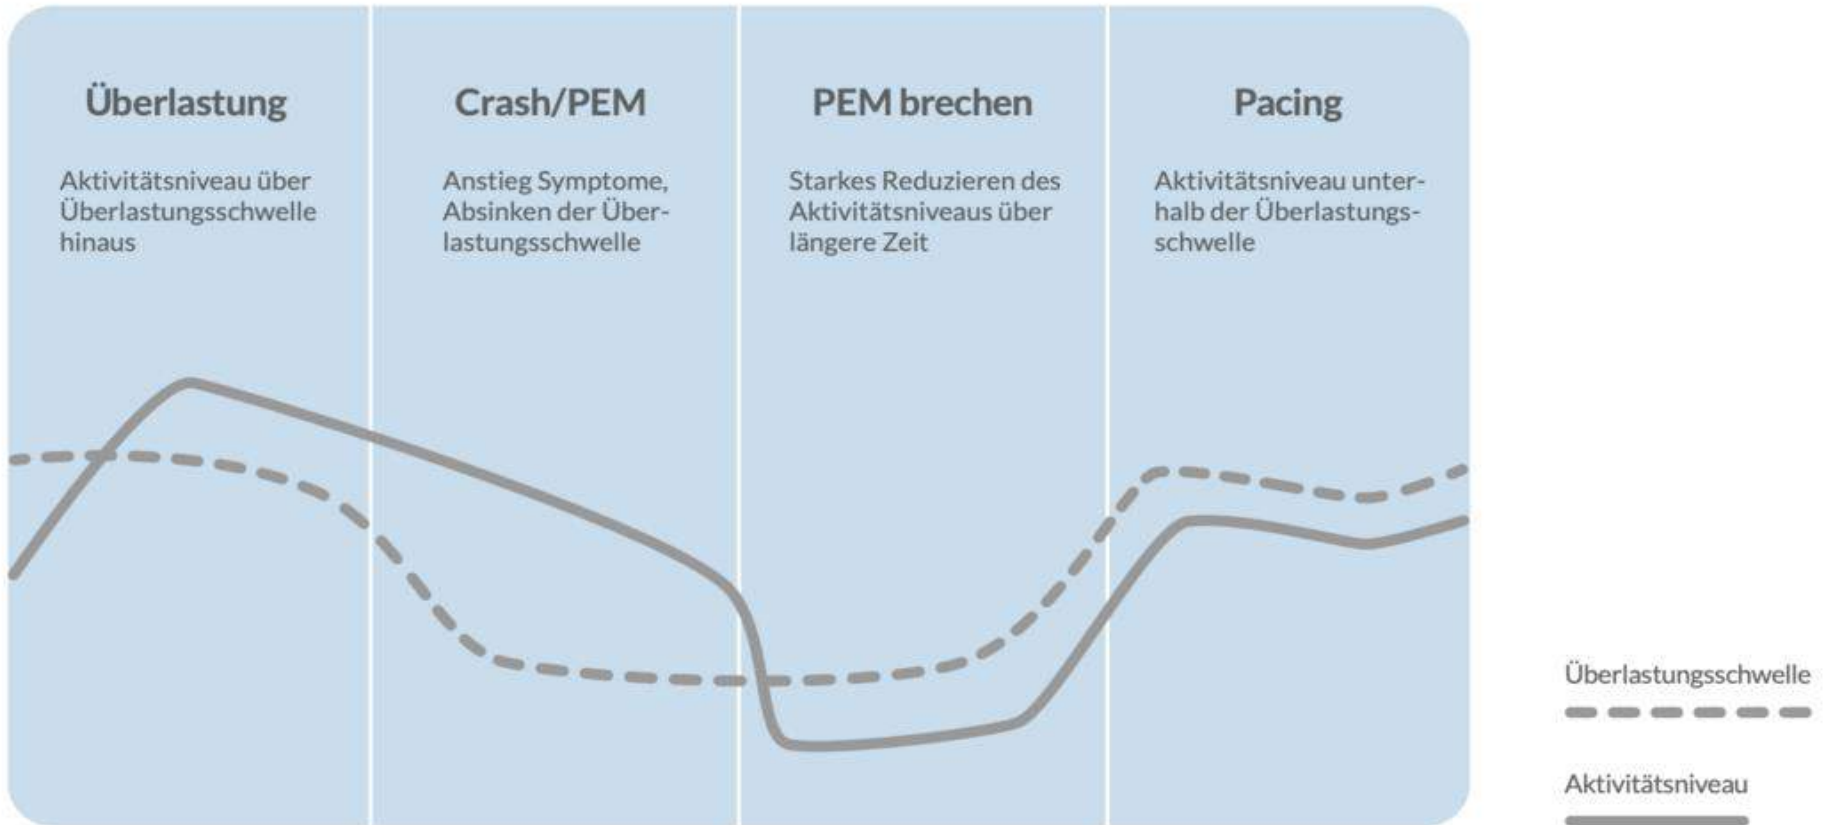 Überlastung
Aktivitätsniveau über
Überlastungsschwelle
hinaus
Crash/PEM
Anstieg Symptome,
Absinken der Über-
lastungsschwelle
PEM brechen
Starkes Reduzieren des
Aktivitätsniveaus über
längere Zeit
Pacing
Aktivitätsniveau unter-
halb der Überlastungs-
schwelle
Überlastungsschwelle
Aktivitätsniveau